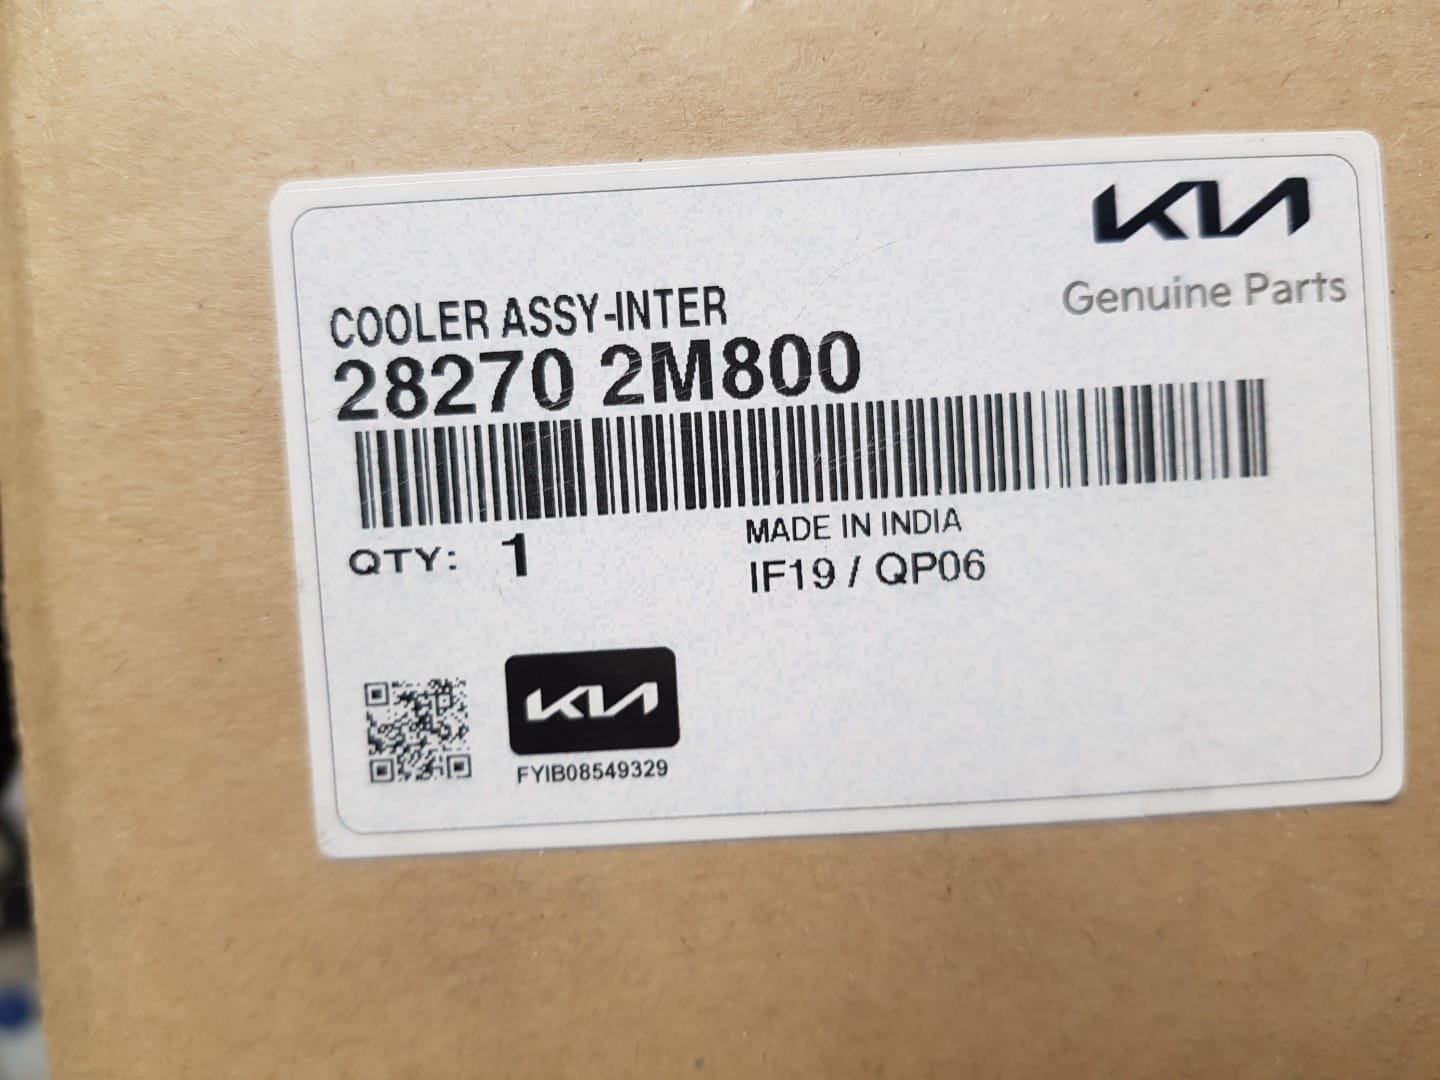 KIA
Genuine Parts
COOLER ASSY-INTER
28270 2M800
QTY: 1
MADE IN INDIA
IF19 / QP06
KIA
FYIB08549329